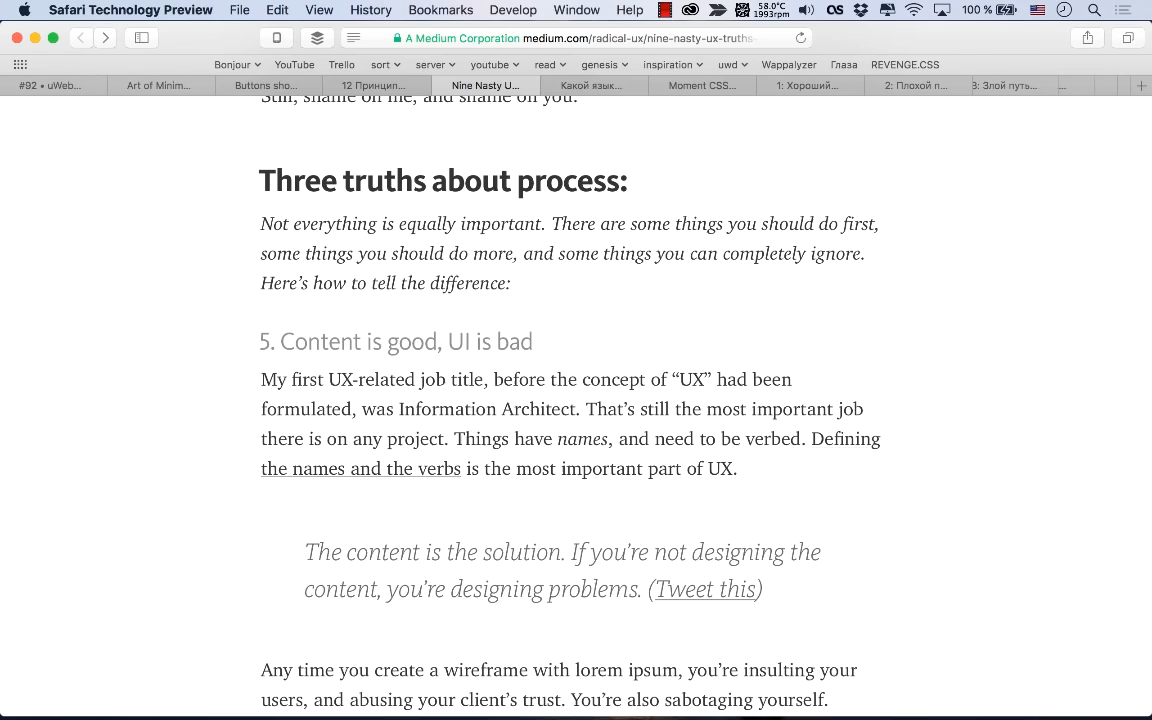 Safari Technology Preview File Edit View History Bookmarks Develop Window Help 58.0°C 1993rpm 100 %
A Medium Corporation medium.com/radical-ux/nine-nasty-ux-truths-
Bonjour YouTube Trello sort server youtube read genesis inspiration uwd Wappalyzer Глаза REVENGE.CSS
#92 • uWeb... Art of Minim... Buttons sho... 12 Принцип... Nine Nasty U... Какой язык... Moment CSS... 1: Хороший... 2: Плохой п... 3: Злой путь... ...
Still, shame on me, and shame on you.
Three truths about process:
Not everything is equally important. There are some things you should do first,
some things you should do more, and some things you can completely ignore.
Here’s how to tell the difference:
5. Content is good, UI is bad
My first UX-related job title, before the concept of “UX” had been
formulated, was Information Architect. That’s still the most important job
there is on any project. Things have names, and need to be verbed. Defining
the names and the verbs is the most important part of UX.
The content is the solution. If you’re not designing the
content, you’re designing problems. (Tweet this)
Any time you create a wireframe with lorem ipsum, you’re insulting your
users, and abusing your client’s trust. You’re also sabotaging yourself.